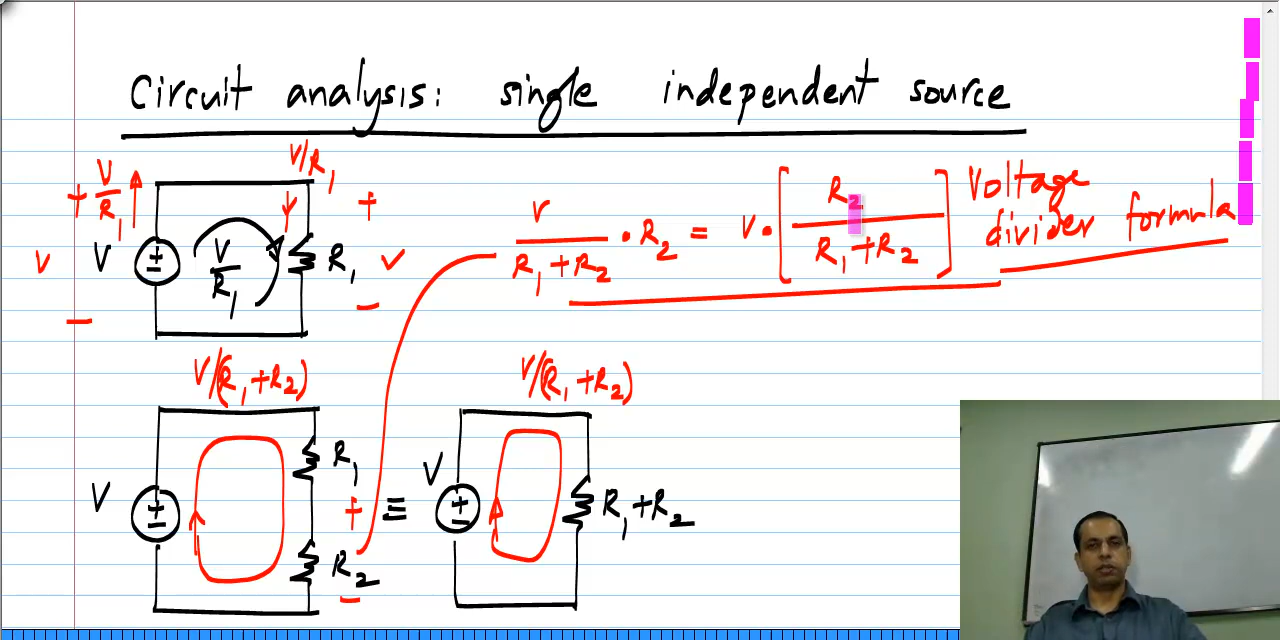 Circuit analysis: single independent source
V/R1
+ V/R1 +
V V V/R1 R1 V
- -
V/(R1+R2) · R2 = V · [R2/(R1+R2)] Voltage divider formula
V/(R1+R2) V/(R1+R2)
V R1 + R2 - ≡ V R1+R2